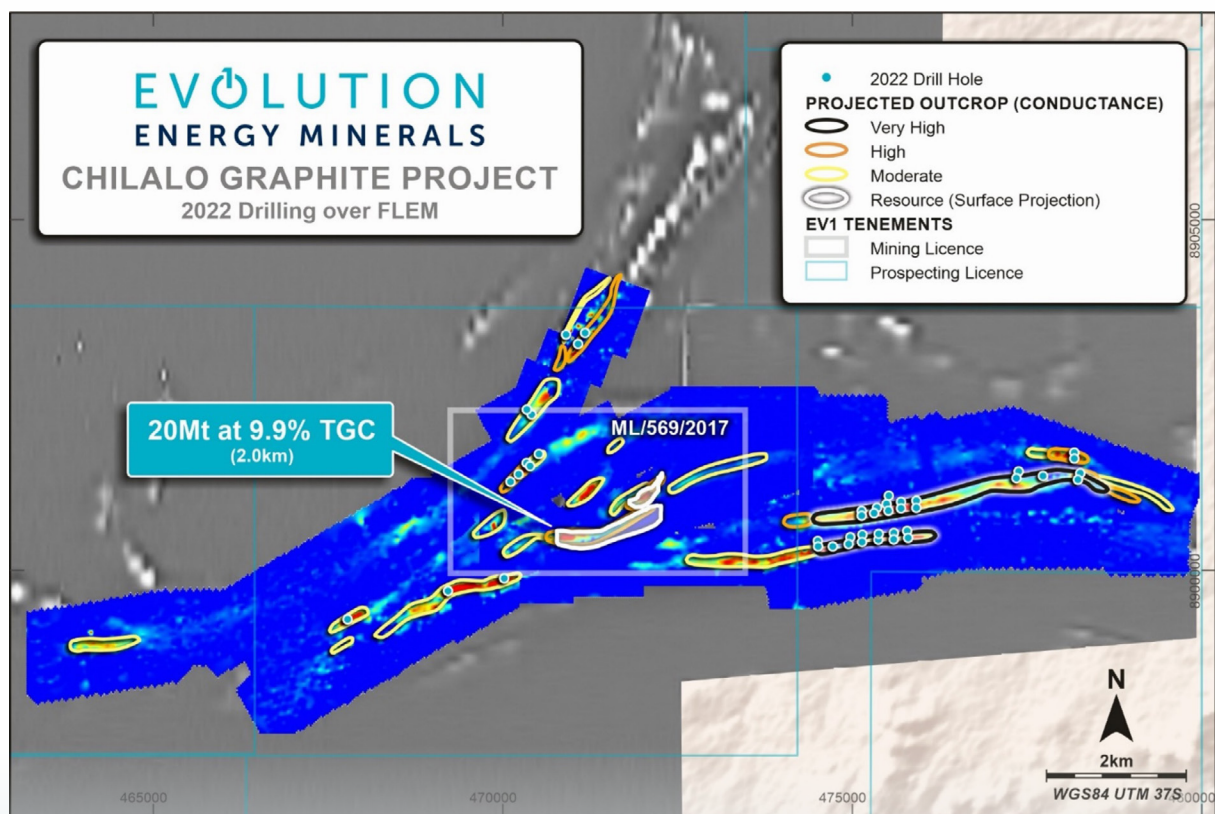 EVOLUTION
ENERGY MINERALS
CHILALO GRAPHITE PROJECT
2022 Drilling over FLEM
2022 Drill Hole
PROJECTED OUTCROP (CONDUCTANCE)
Very High
High
Moderate
Resource (Surface Projection)
EV1 TENEMENTS
Mining Licence
Prospecting Licence
8905000
20Mt at 9.9% TGC
(2.0km)
ML/569/2017
8900000
N
2km
WGS84 UTM 37S
465000
470000
475000
480000